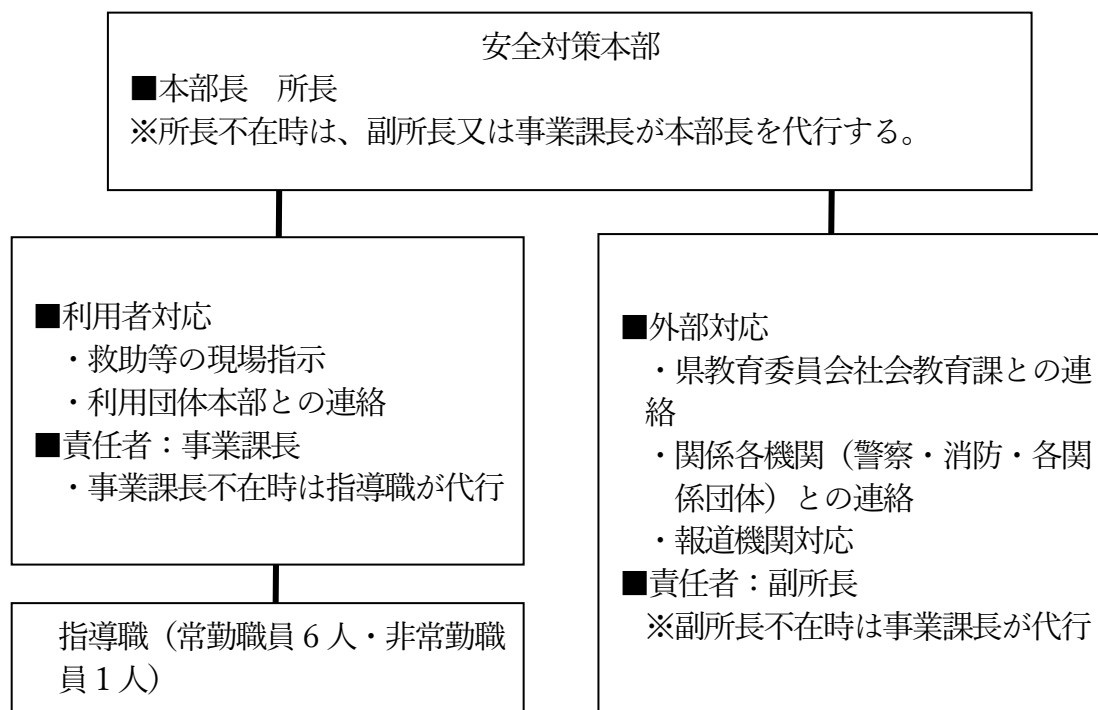 安全対策本部
■本部長　所長
※所長不在時は、副所長又は事業課長が本部長を代行する。
■利用者対応
・救助等の現場指示
・利用団体本部との連絡
■責任者：事業課長
・事業課長不在時は指導職が代行
指導職（常勤職員 6 人・非常勤職
員 1 人）
■外部対応
・県教育委員会社会教育課との連
絡
・関係各機関（警察・消防・各関
係団体）との連絡
・報道機関対応
■責任者：副所長
※副所長不在時は事業課長が代行